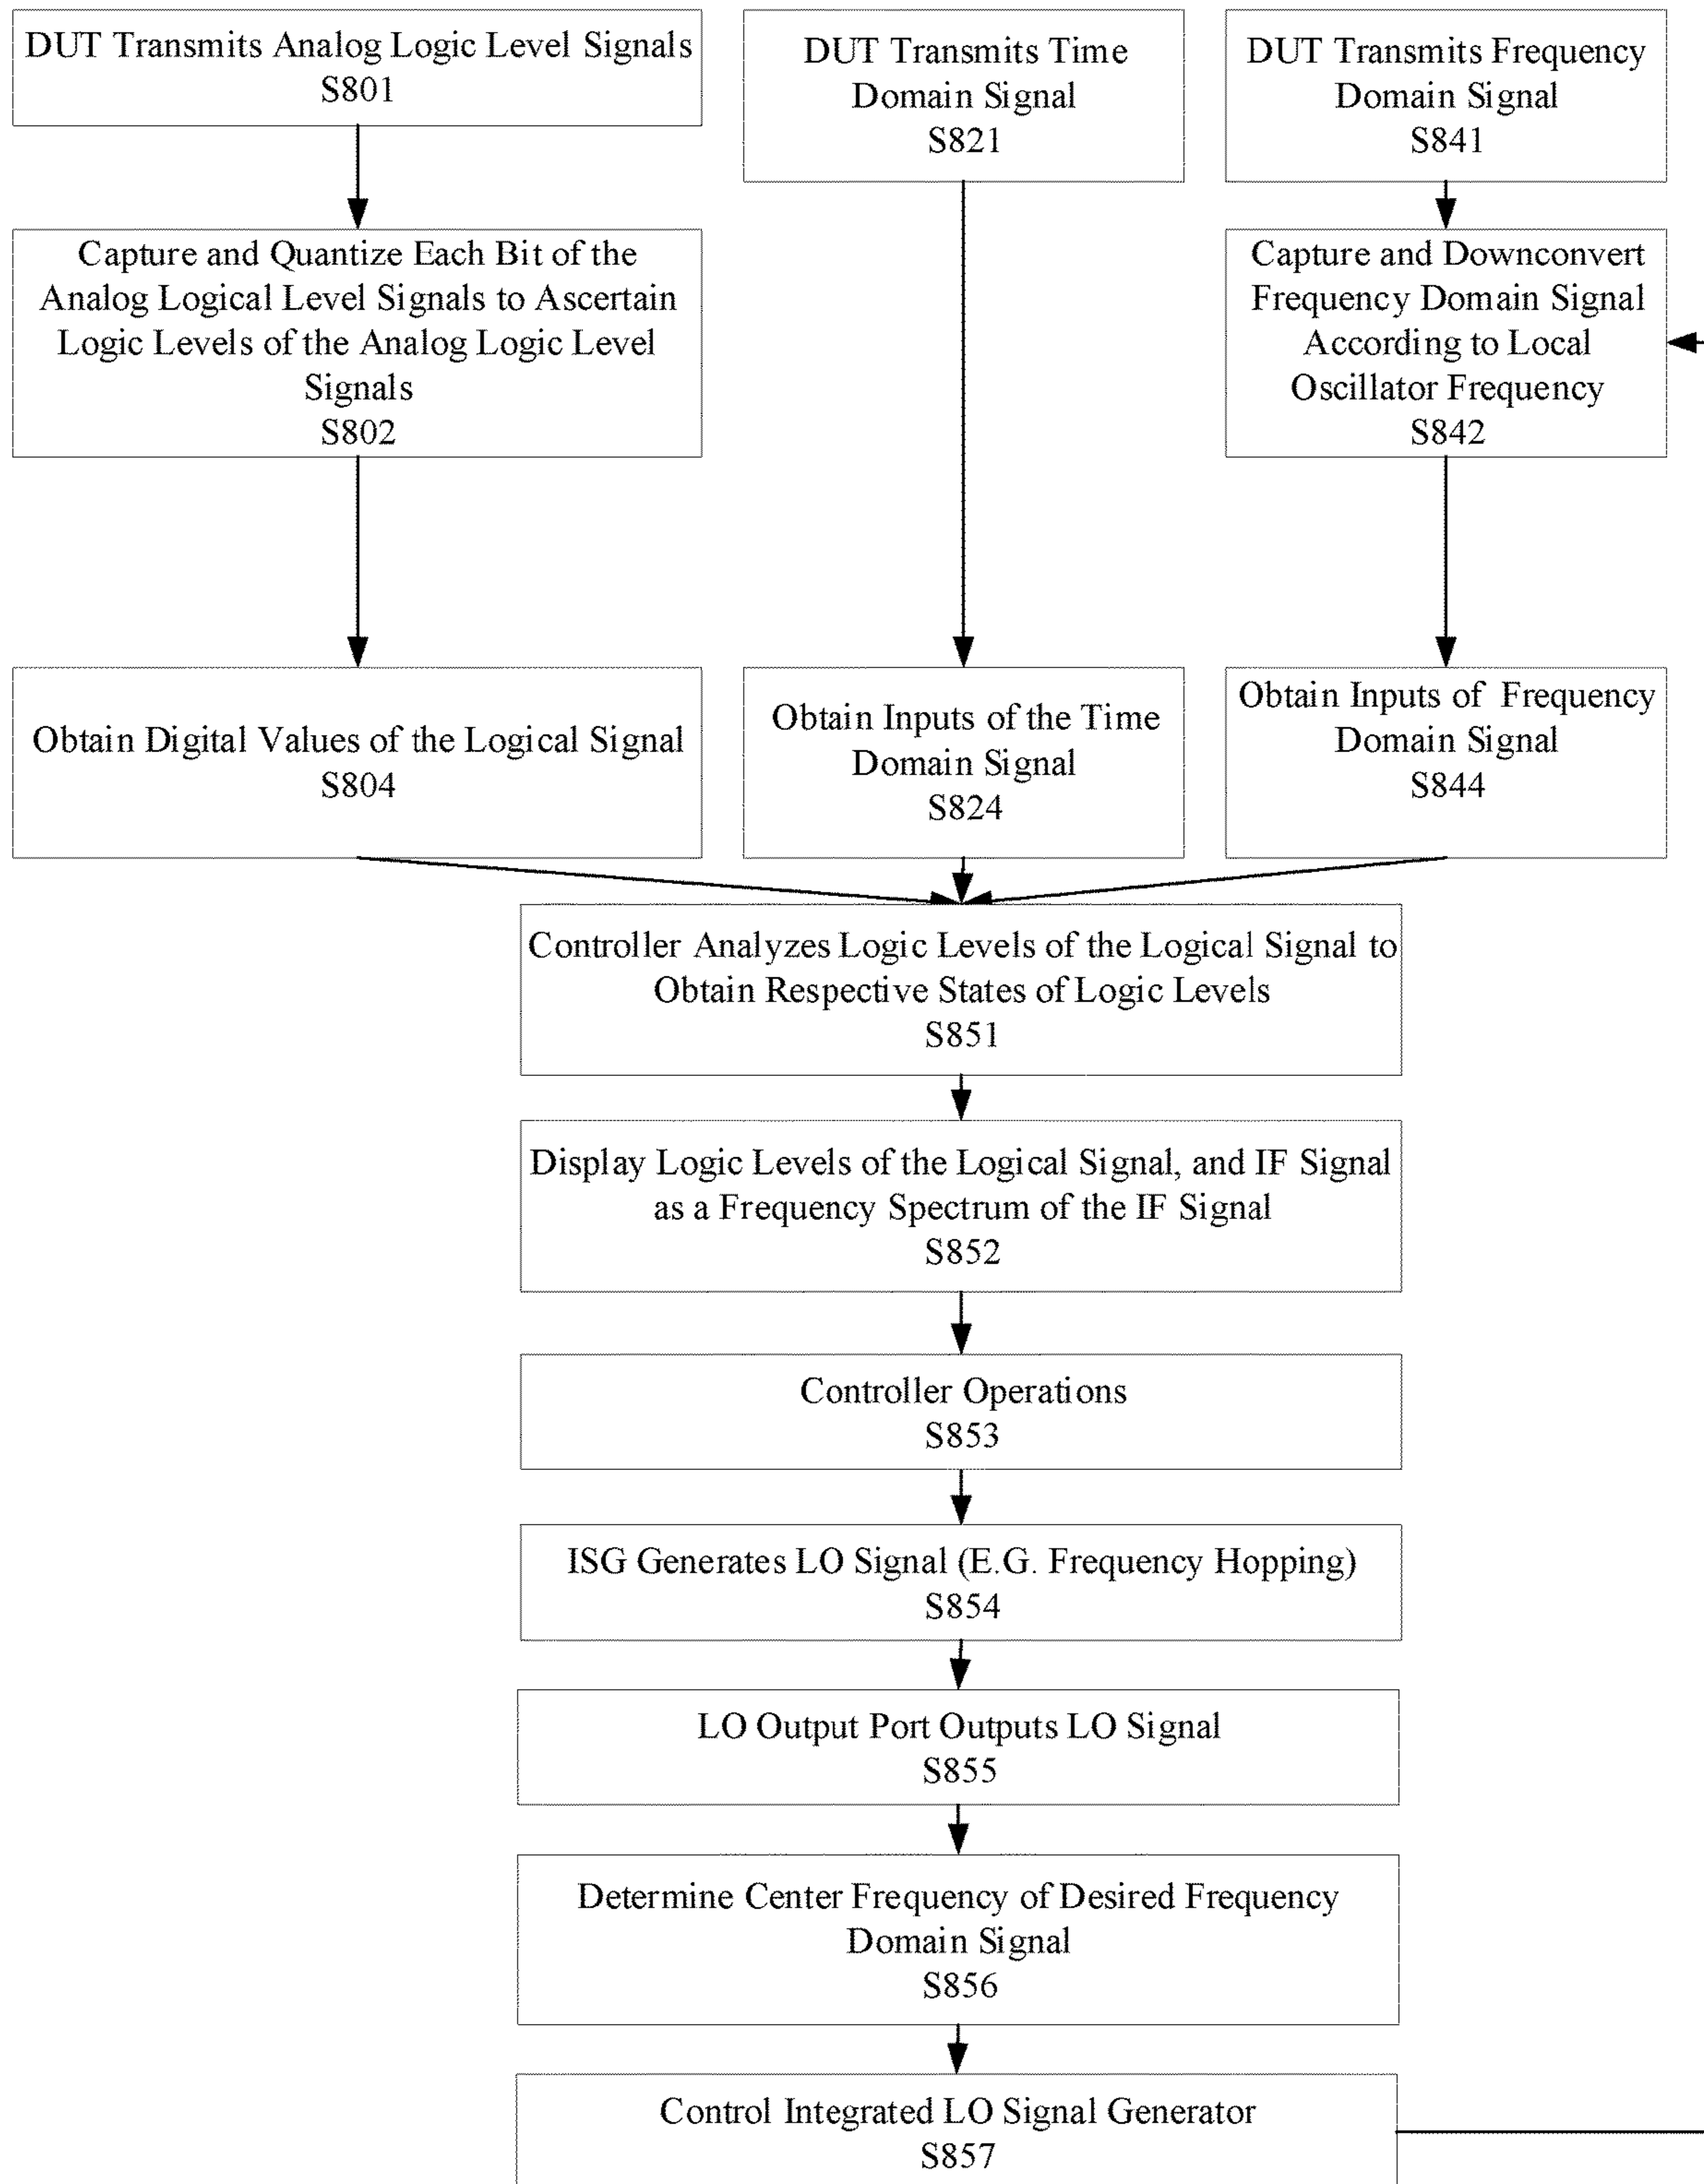 DUT Transmits Analog Logic Level Signals
S801
DUT Transmits Time
Domain Signal
S821
DUT Transmits Frequency
Domain Signal
S841
Capture and Quantize Each Bit of the
Analog Logical Level Signals to Ascertain
Logic Levels of the Analog Logic Level
Signals
S802
Capture and Downconvert
Frequency Domain Signal
According to Local
Oscillator Frequency
S842
Obtain Digital Values of the Logical Signal
S804
Obtain Inputs of the Time
Domain Signal
S824
Obtain Inputs of Frequency
Domain Signal
S844
Controller Analyzes Logic Levels of the Logical Signal to
Obtain Respective States of Logic Levels
S851
Display Logic Levels of the Logical Signal, and IF Signal
as a Frequency Spectrum of the IF Signal
S852
Controller Operations
S853
ISG Generates LO Signal (E.G. Frequency Hopping)
S854
LO Output Port Outputs LO Signal
S855
Determine Center Frequency of Desired Frequency
Domain Signal
S856
Control Integrated LO Signal Generator
S857